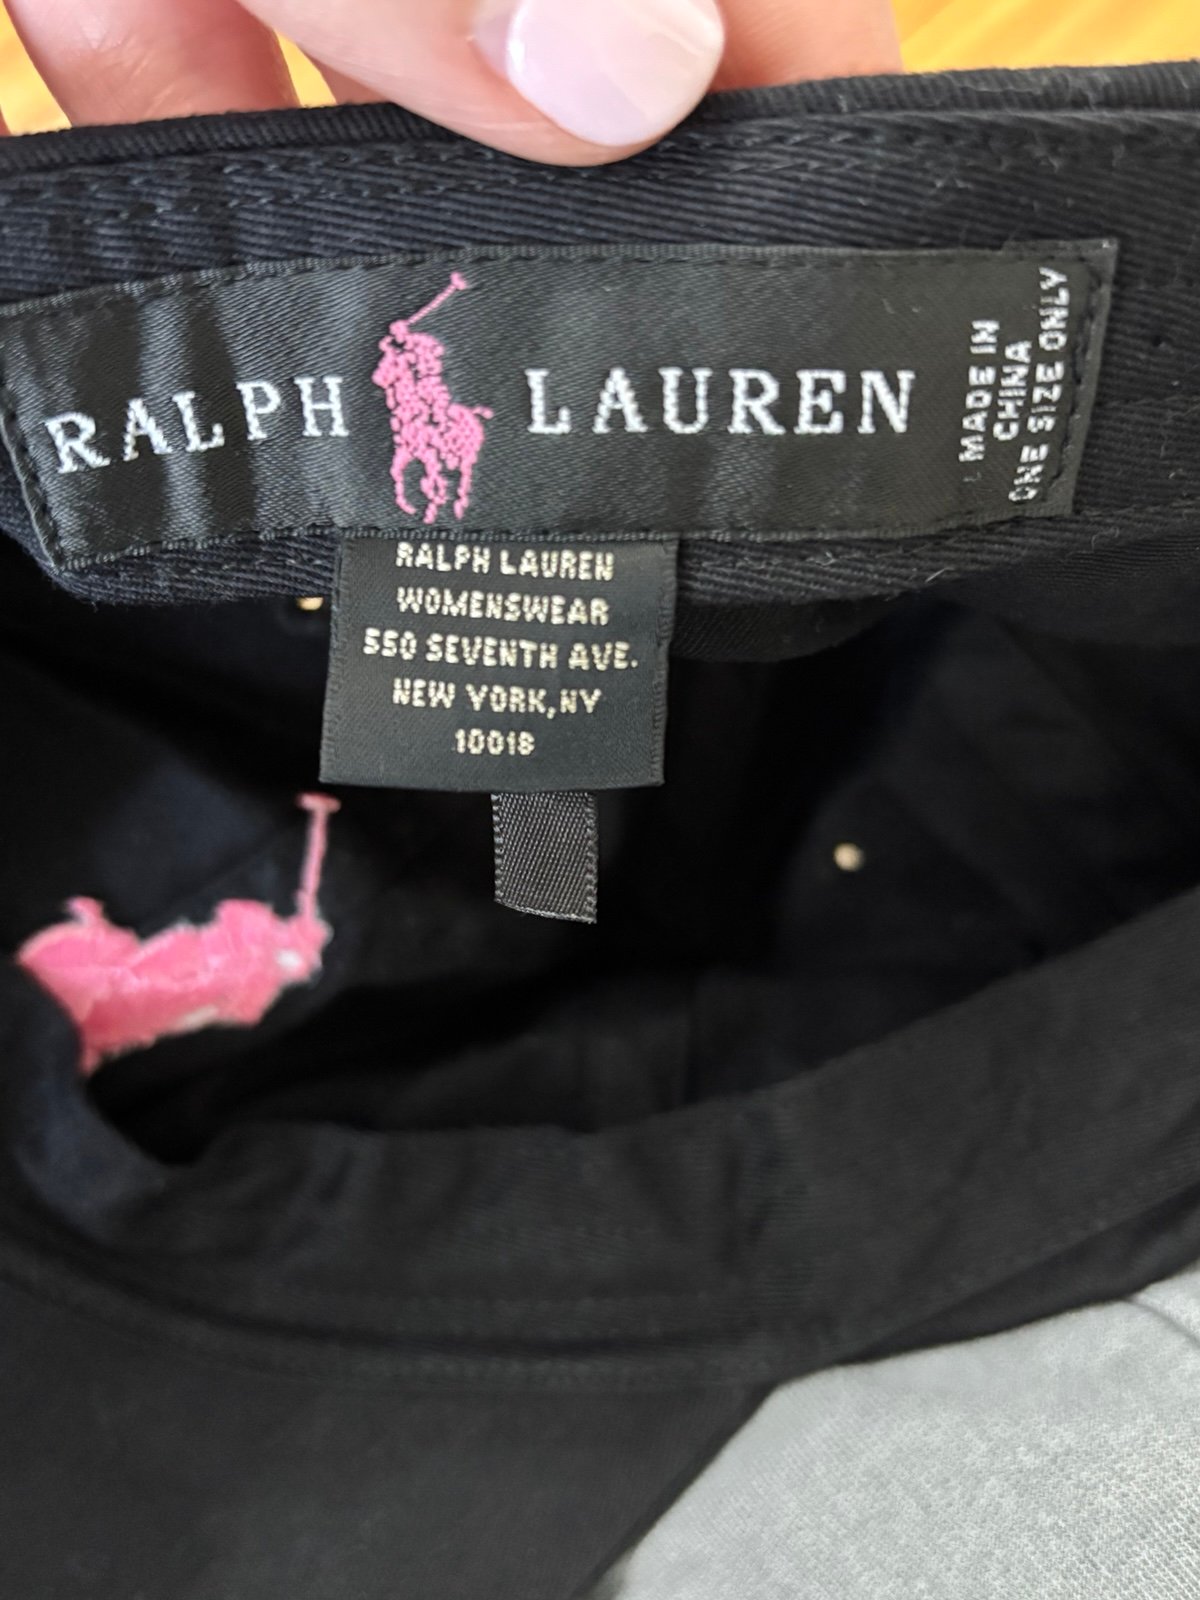 RALPH LAUREN
MADE IN
CHINA
ONE SIZE ONLY
RALPH LAUREN
WOMENSWEAR
550 SEVENTH AVE.
NEW YORK,NY
10018